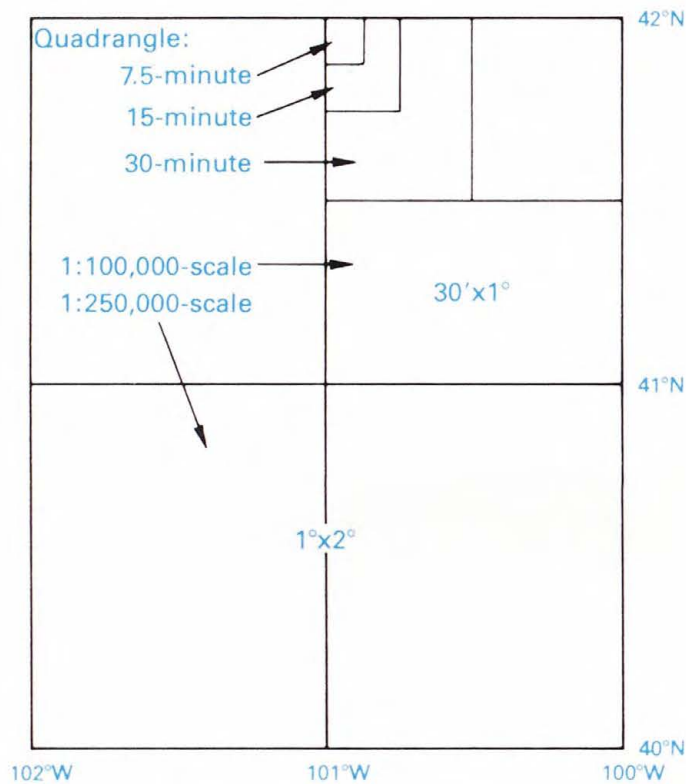 42°N
Quadrangle:
7.5-minute
15-minute
30-minute
1:100,000-scale
30′x1°
1:250,000-scale
41°N
1°x2°
40°N
102°W
101°W
100°W